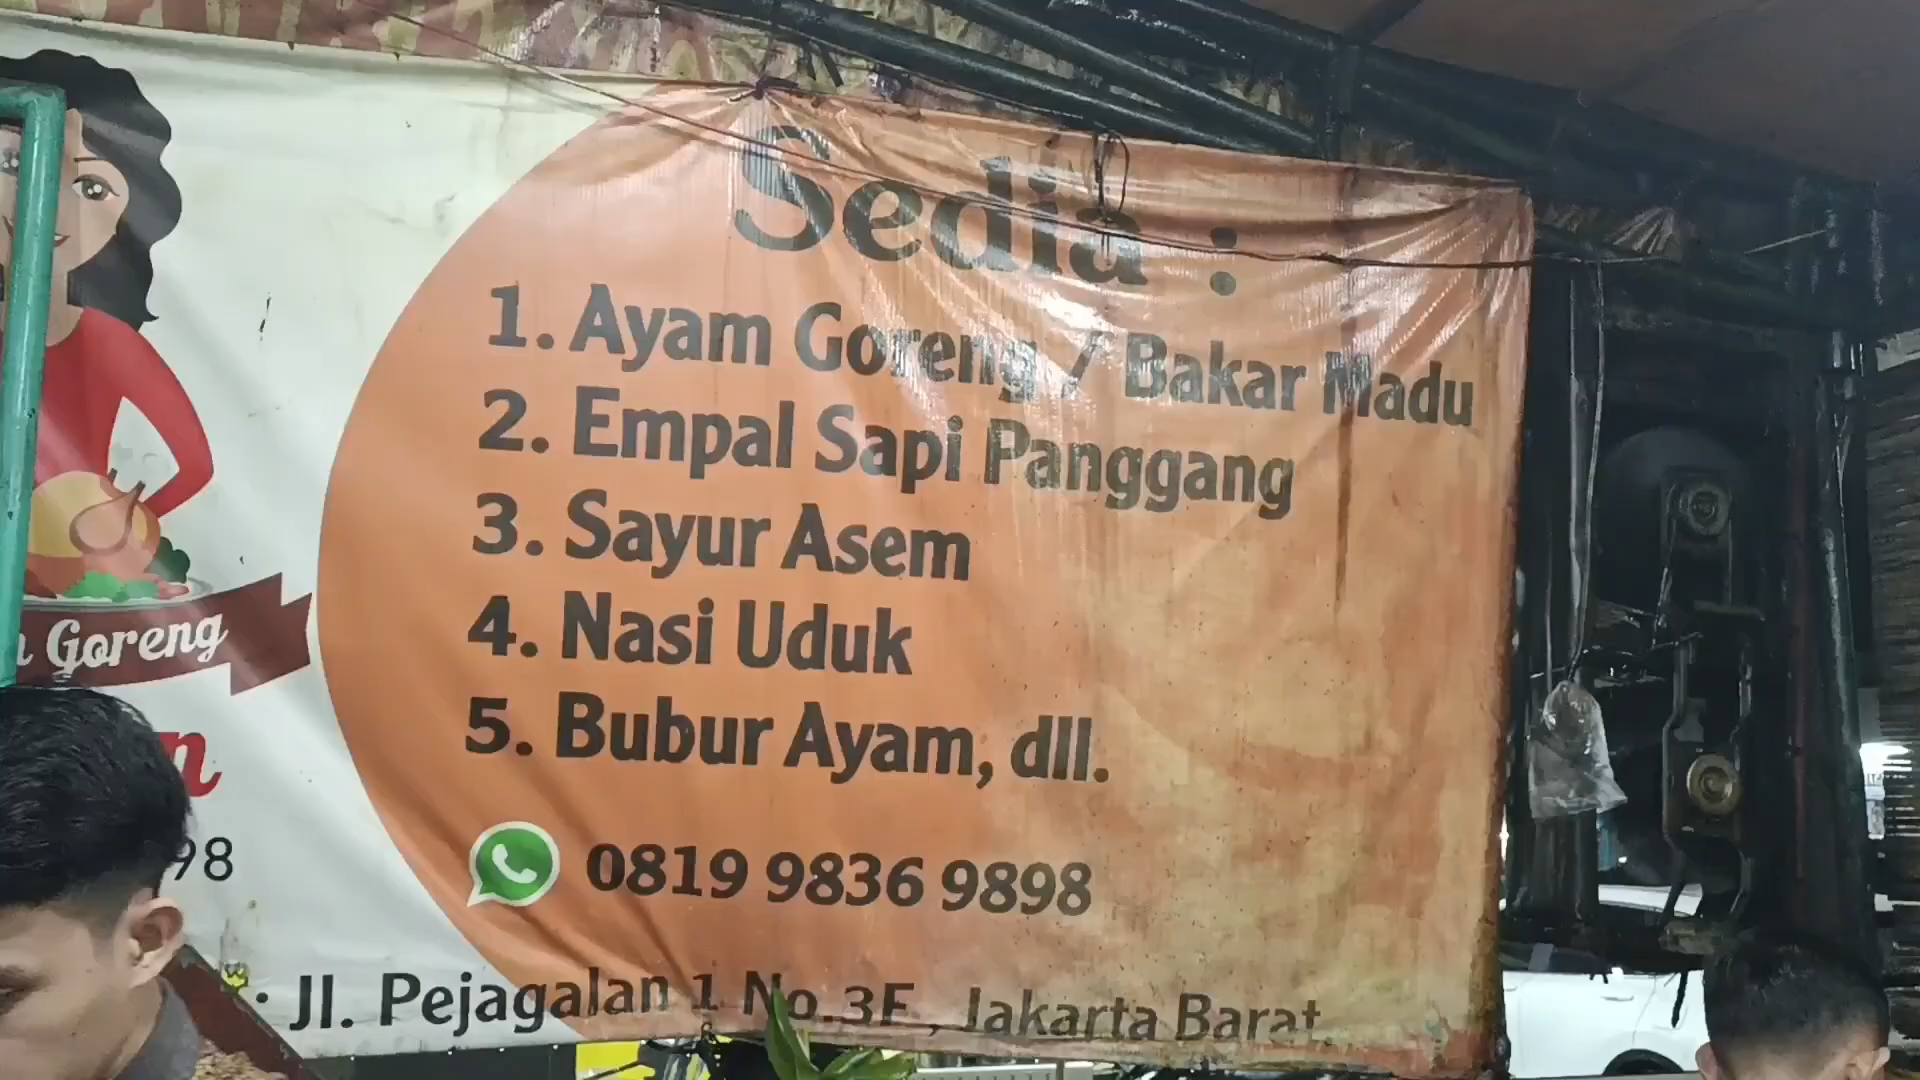 Sedia :
1. Ayam Goreng / Bakar Madu
2. Empal Sapi Panggang
3. Sayur Asem
4. Nasi Uduk
5. Bubur Ayam, dll.
0819 9836 9898
Goreng
98
Jl. Pejagalan 1 No.3F , Jakarta Barat.